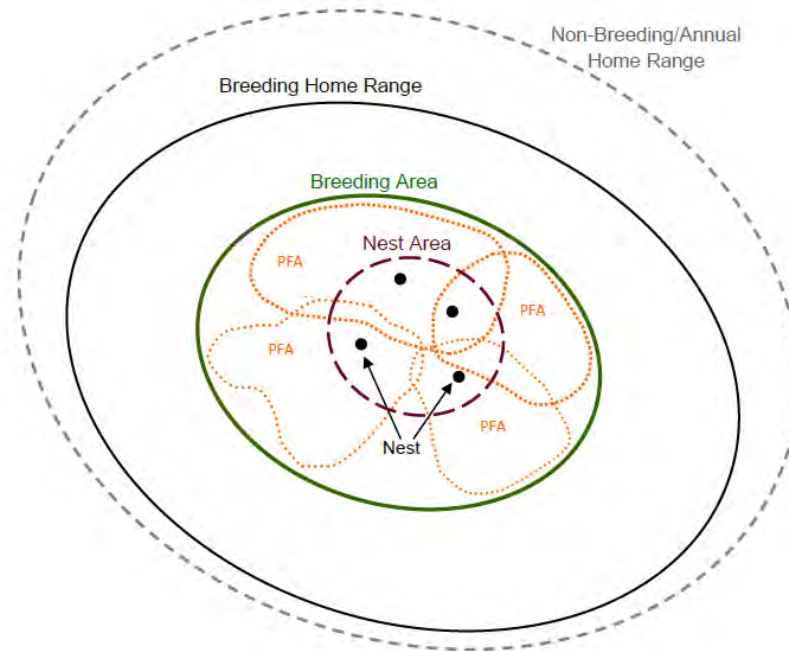 Non-Breeding/Annual
Home Range
Breeding Home Range
Breeding Area
Nest Area
PFA
PFA
PFA
PFA
Nest